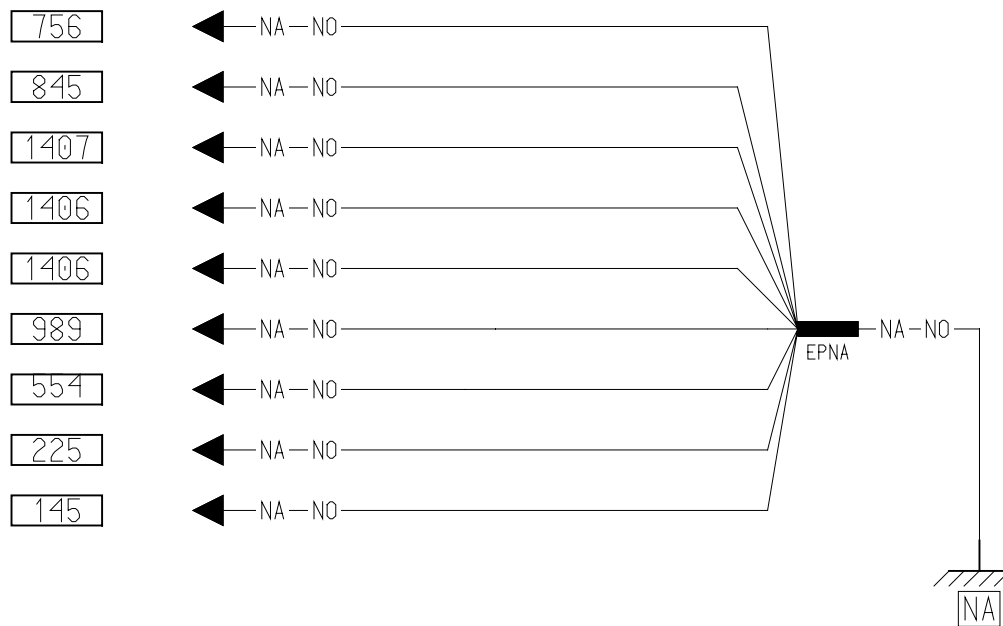 756 NA NO
845 NA NO
1407 NA NO
1406 NA NO
1406 NA NO
989 NA NO NA NO
EPNA
554 NA NO
225 NA NO
145 NA NO
NA